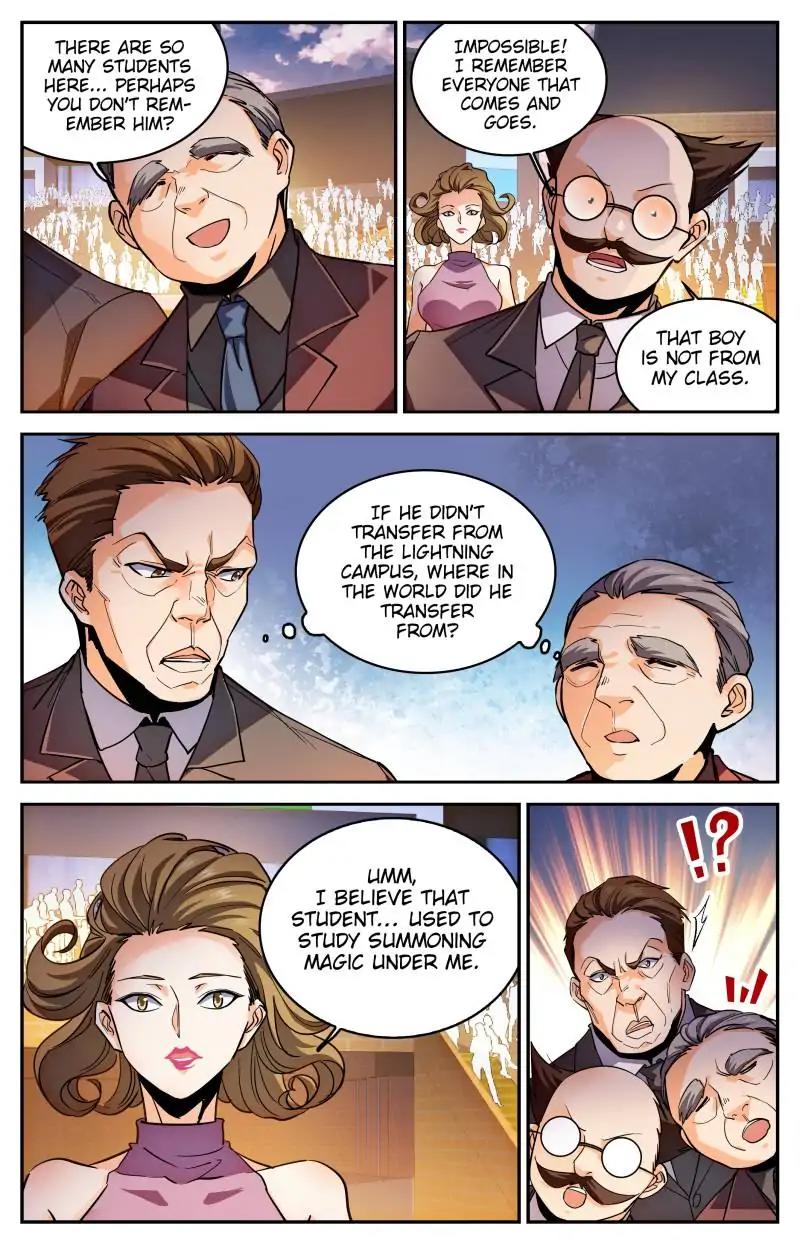 THERE ARE SO
MANY STUDENTS
HERE... PERHAPS
YOU DON'T REM-
EMBER HIM?
IMPOSSIBLE!
I REMEMBER
EVERYONE THAT
COMES AND
GOES.
THAT BOY
IS NOT FROM
MY CLASS.
IF HE DIDN'T
TRANSFER FROM
THE LIGHTNING
CAMPUS, WHERE IN
THE WORLD DID HE
TRANSFER
FROM?
UMM,
I BELIEVE THAT
STUDENT... USED TO
STUDY SUMMONING
MAGIC UNDER ME.
!?